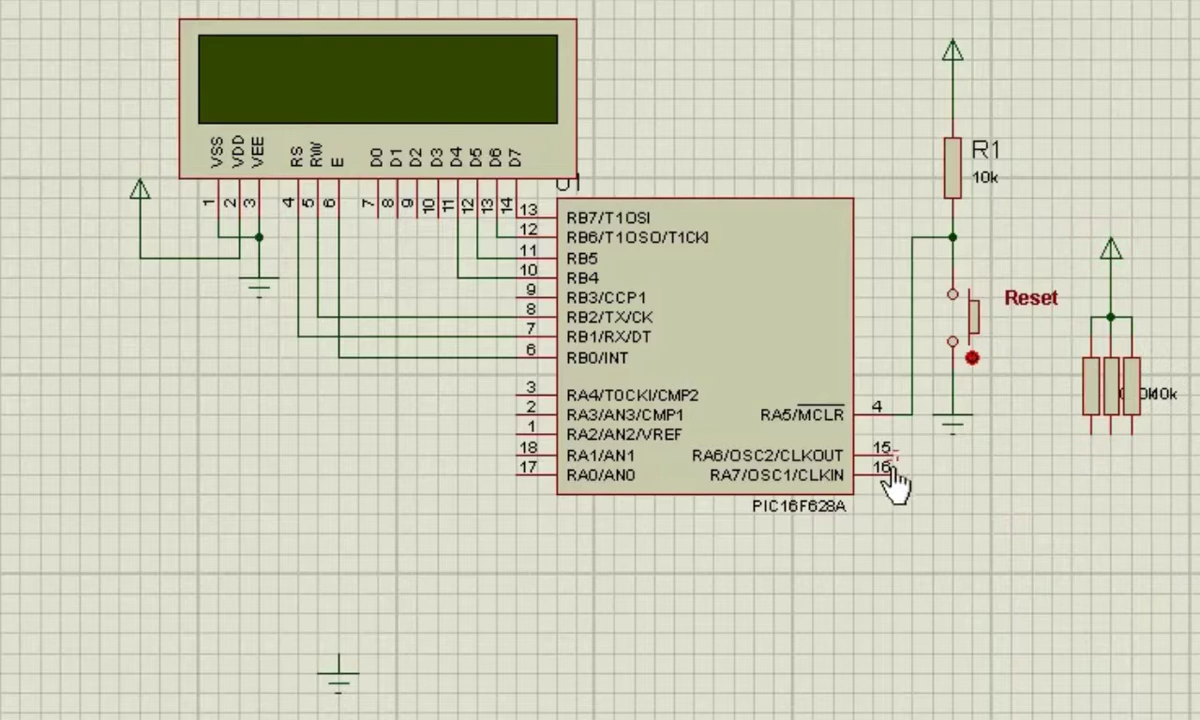 VSS VDD VEE RS RW E D0 D1 D2 D3 D4 D5 D6 D7
1 2 3 4 5 6 7 8 9 10 11 12 13 14
U1
13 RB7/T1OSI
12 RB6/T1OSO/T1CKI
11 RB5
10 RB4
9 RB3/CCP1
8 RB2/TX/CK
7 RB1/RX/DT
6 RB0/INT
3 RA4/T0CKI/CMP2
2 RA3/AN3/CMP1
1 RA2/AN2/VREF
18 RA1/AN1
17 RA0/AN0
RA5/MCLR 4
RA6/OSC2/CLKOUT 15
RA7/OSC1/CLKIN 16
PIC16F628A
R1
10k
Reset